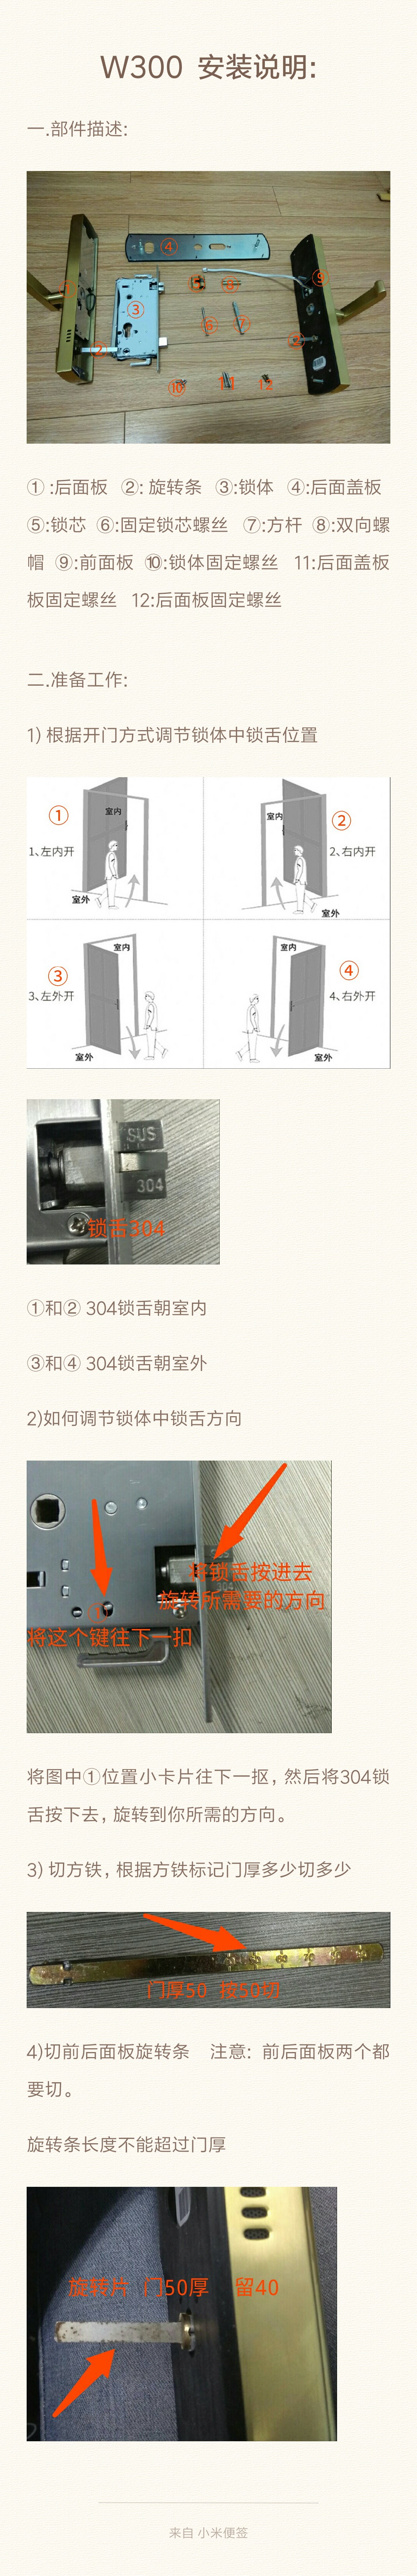 W300 安装说明:
一.部件描述:
① ② ③ ④ ⑥ ⑦ ⑧ ⑨ ⑩ 11 12
① :后面板 ②: 旋转条 ③:锁体 ④:后面盖板
⑤:锁芯 ⑥:固定锁芯螺丝 ⑦:方杆 ⑧:双向螺
帽 ⑨:前面板 ⑩:锁体固定螺丝 11:后面盖板
板固定螺丝 12:后面板固定螺丝
二.准备工作:
1) 根据开门方式调节锁体中锁舌位置
①
室内
1、左内开
室外
②
室内
2、右内开
室外
③
室内
3、左外开
室外
④
室内
4、右外开
室外
SUS
304
锁舌304
①和② 304锁舌朝室内
③和④ 304锁舌朝室外
2)如何调节锁体中锁舌方向
将锁舌按进去
旋转所需要的方向
①
将这个键往下一扣
将图中①位置小卡片往下一抠, 然后将304锁
舌按下去, 旋转到你所需的方向。
3) 切方铁, 根据方铁标记门厚多少切多少
60 70
门厚50 按50切
4)切前后面板旋转条 注意: 前后面板两个都
要切。
旋转条长度不能超过门厚
旋转片 门50厚 留40
来自 小米便签